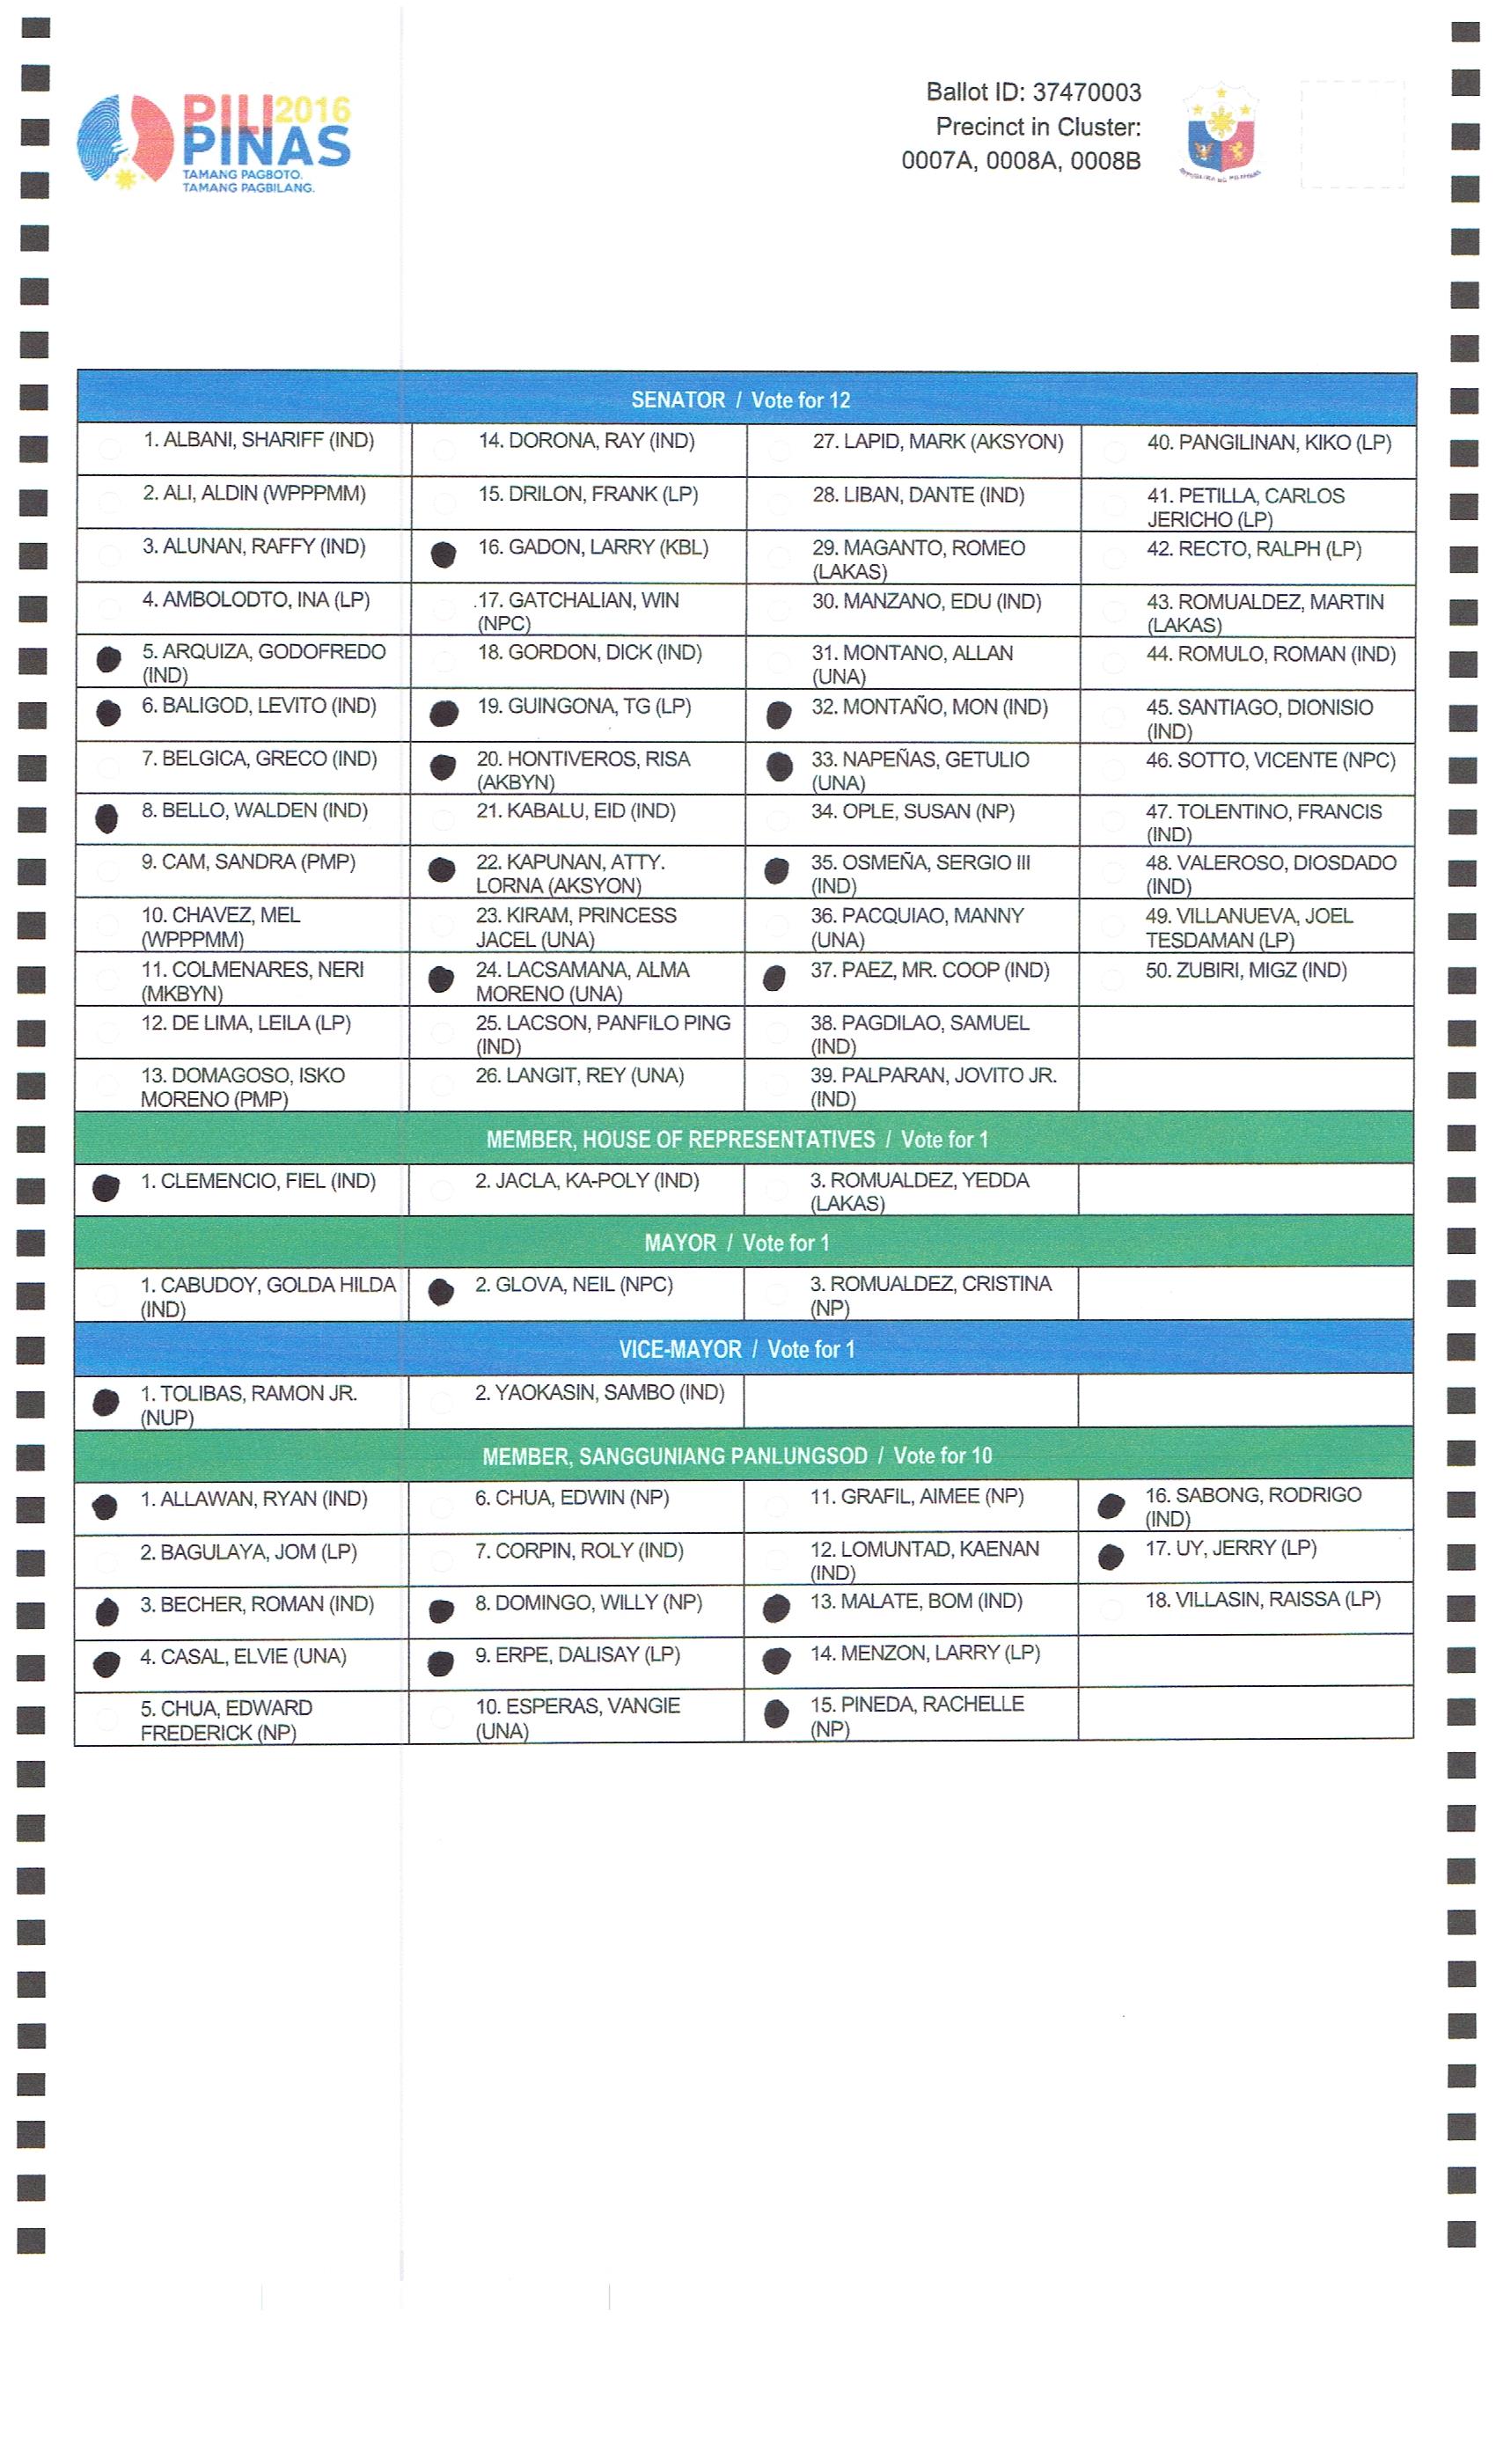 PILI 2016
PINAS
TAMANG PAGBOTO.
TAMANG PAGBILANG.
Ballot ID: 37470003
Precinct in Cluster:
0007A, 0008A, 0008B
REPUBLIKA NG PILIPINAS
SENATOR / Vote for 12
1. ALBANI, SHARIFF (IND)
2. ALI, ALDIN (WPPPMM)
3. ALUNAN, RAFFY (IND)
4. AMBOLODTO, INA (LP)
5. ARQUIZA, GODOFREDO
(IND)
6. BALIGOD, LEVITO (IND)
7. BELGICA, GRECO (IND)
8. BELLO, WALDEN (IND)
9. CAM, SANDRA (PMP)
10. CHAVEZ, MEL
(WPPPMM)
11. COLMENARES, NERI
(MKBYN)
12. DE LIMA, LEILA (LP)
13. DOMAGOSO, ISKO
MORENO (PMP)
14. DORONA, RAY (IND)
15. DRILON, FRANK (LP)
16. GADON, LARRY (KBL)
17. GATCHALIAN, WIN
(NPC)
18. GORDON, DICK (IND)
19. GUINGONA, TG (LP)
20. HONTIVEROS, RISA
(AKBYN)
21. KABALU, EID (IND)
22. KAPUNAN, ATTY.
LORNA (AKSYON)
23. KIRAM, PRINCESS
JACEL (UNA)
24. LACSAMANA, ALMA
MORENO (UNA)
25. LACSON, PANFILO PING
(IND)
26. LANGIT, REY (UNA)
27. LAPID, MARK (AKSYON)
28. LIBAN, DANTE (IND)
29. MAGANTO, ROMEO
(LAKAS)
30. MANZANO, EDU (IND)
31. MONTANO, ALLAN
(UNA)
32. MONTAÑO, MON (IND)
33. NAPEÑAS, GETULIO
(UNA)
34. OPLE, SUSAN (NP)
35. OSMEÑA, SERGIO III
(IND)
36. PACQUIAO, MANNY
(UNA)
37. PAEZ, MR. COOP (IND)
38. PAGDILAO, SAMUEL
(IND)
39. PALPARAN, JOVITO JR.
(IND)
40. PANGILINAN, KIKO (LP)
41. PETILLA, CARLOS
JERICHO (LP)
42. RECTO, RALPH (LP)
43. ROMUALDEZ, MARTIN
(LAKAS)
44. ROMULO, ROMAN (IND)
45. SANTIAGO, DIONISIO
(IND)
46. SOTTO, VICENTE (NPC)
47. TOLENTINO, FRANCIS
(IND)
48. VALEROSO, DIOSDADO
(IND)
49. VILLANUEVA, JOEL
TESDAMAN (LP)
50. ZUBIRI, MIGZ (IND)
MEMBER, HOUSE OF REPRESENTATIVES / Vote for 1
1. CLEMENCIO, FIEL (IND)
2. JACLA, KA-POLY (IND)
3. ROMUALDEZ, YEDDA
(LAKAS)
MAYOR / Vote for 1
1. CABUDOY, GOLDA HILDA
(IND)
2. GLOVA, NEIL (NPC)
3. ROMUALDEZ, CRISTINA
(NP)
VICE-MAYOR / Vote for 1
1. TOLIBAS, RAMON JR.
(NUP)
2. YAOKASIN, SAMBO (IND)
MEMBER, SANGGUNIANG PANLUNGSOD / Vote for 10
1. ALLAWAN, RYAN (IND)
2. BAGULAYA, JOM (LP)
3. BECHER, ROMAN (IND)
4. CASAL, ELVIE (UNA)
5. CHUA, EDWARD
FREDERICK (NP)
6. CHUA, EDWIN (NP)
7. CORPIN, ROLY (IND)
8. DOMINGO, WILLY (NP)
9. ERPE, DALISAY (LP)
10. ESPERAS, VANGIE
(UNA)
11. GRAFIL, AIMEE (NP)
12. LOMUNTAD, KAENAN
(IND)
13. MALATE, BOM (IND)
14. MENZON, LARRY (LP)
15. PINEDA, RACHELLE
(NP)
16. SABONG, RODRIGO
(IND)
17. UY, JERRY (LP)
18. VILLASIN, RAISSA (LP)